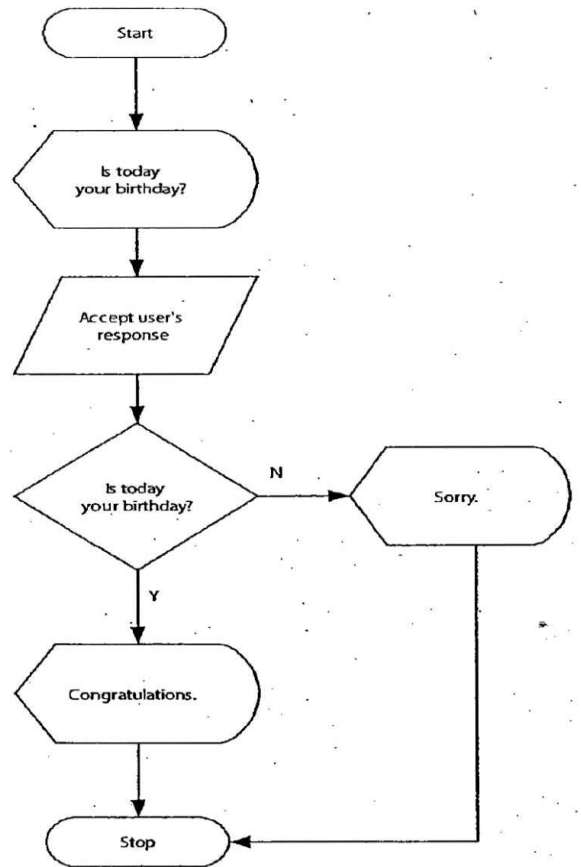 Start
Is today
your birthday?
Accept user's
response
Is today
your birthday?
N
Sorry.
Y
Congratulations.
Stop